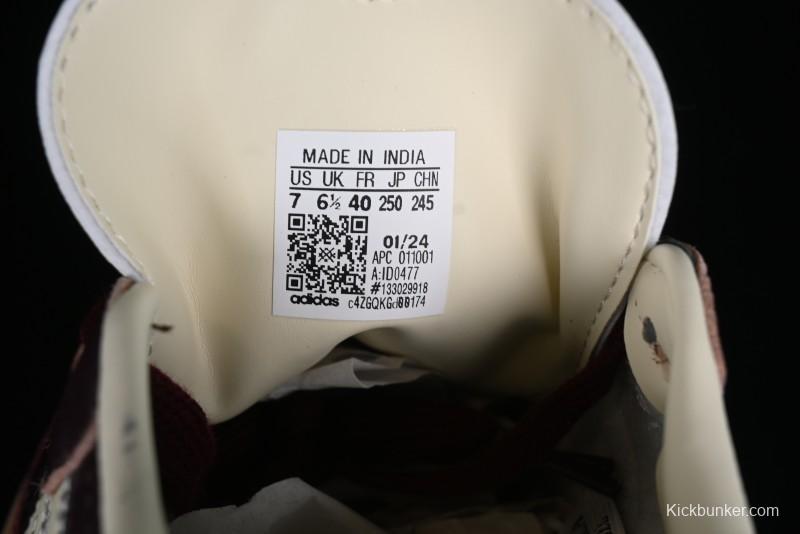 MADE IN INDIA
US UK FR JP CHN
7 6½ 40 250 245
01/24
APC 011001
A:ID0477
#133029918
adidas
Kickbunker.com